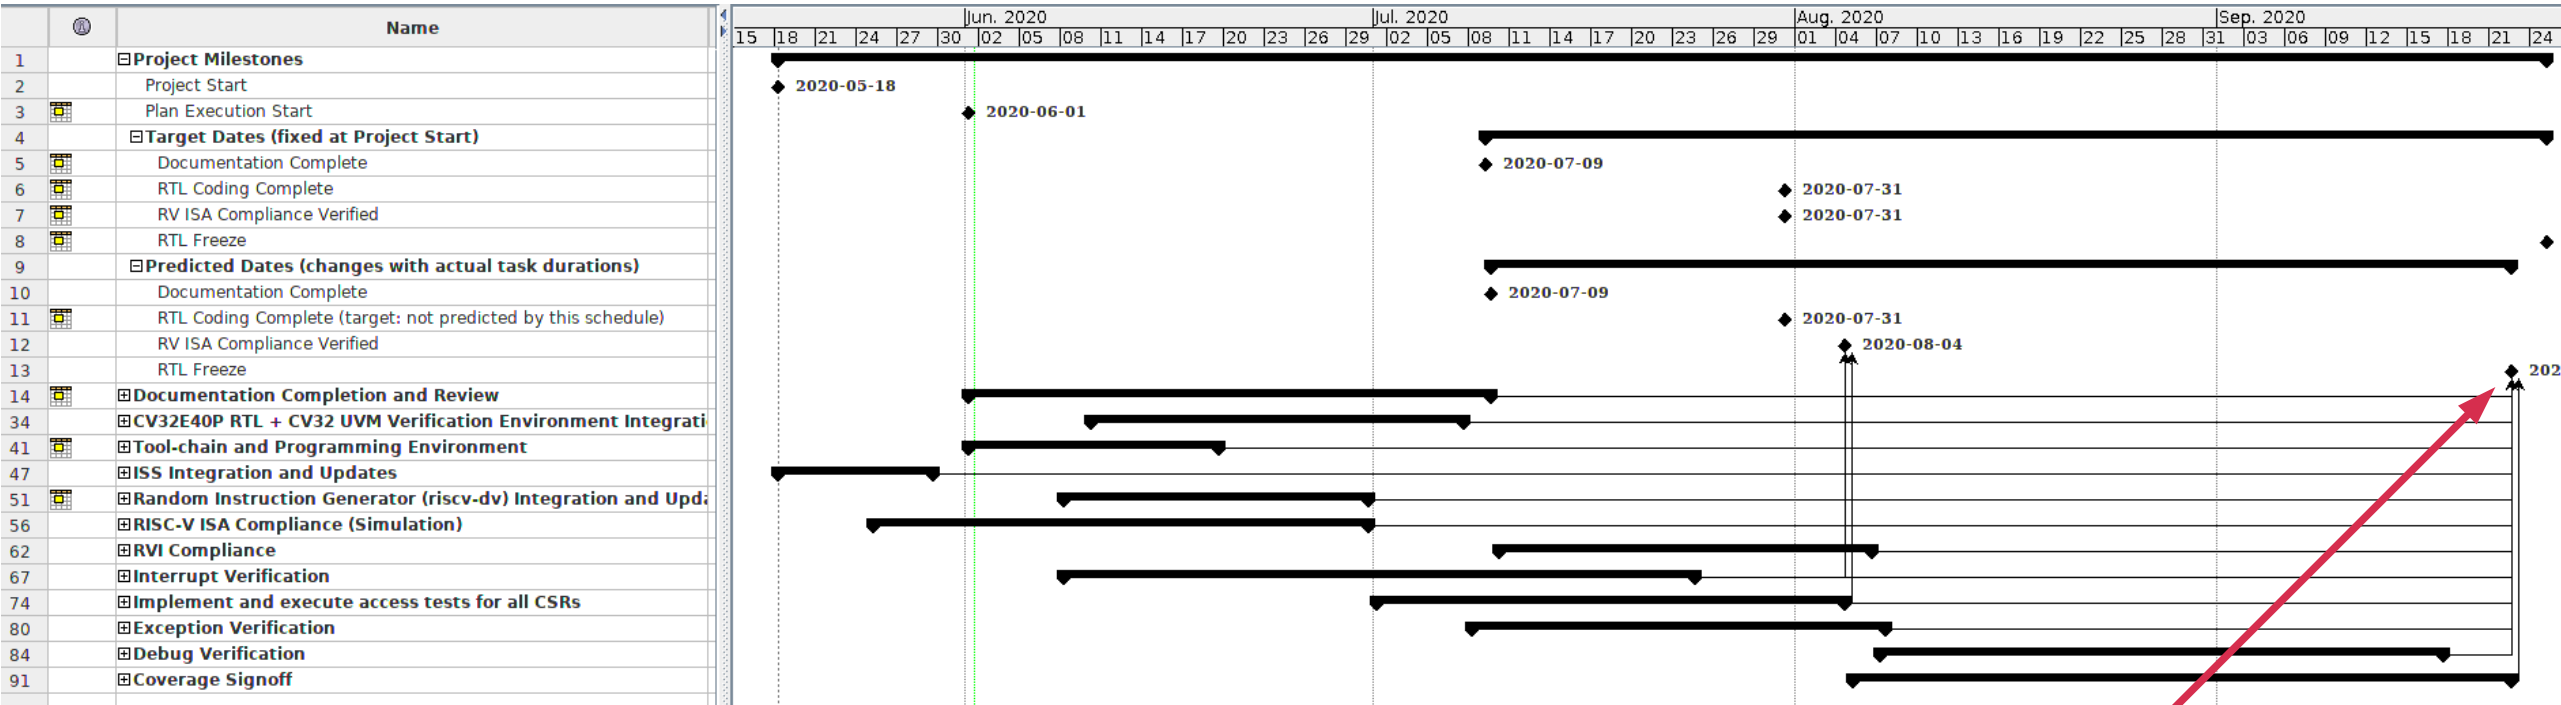 Name
Jun. 2020 Jul. 2020 Aug. 2020 Sep. 2020
15 18 21 24 27 30 02 05 08 11 14 17 20 23 26 29 02 05 08 11 14 17 20 23 26 29 01 04 07 10 13 16 19 22 25 28 31 03 06 09 12 15 18 21 24
1 Project Milestones
2 Project Start 2020-05-18
3 Plan Execution Start 2020-06-01
4 Target Dates (fixed at Project Start)
5 Documentation Complete 2020-07-09
6 RTL Coding Complete 2020-07-31
7 RV ISA Compliance Verified 2020-07-31
8 RTL Freeze
9 Predicted Dates (changes with actual task durations)
10 Documentation Complete 2020-07-09
11 RTL Coding Complete (target: not predicted by this schedule) 2020-07-31
12 RV ISA Compliance Verified 2020-08-04
13 RTL Freeze 202
14 Documentation Completion and Review
34 CV32E40P RTL + CV32 UVM Verification Environment Integrati
41 Tool-chain and Programming Environment
47 ISS Integration and Updates
51 Random Instruction Generator (riscv-dv) Integration and Upda
56 RISC-V ISA Compliance (Simulation)
62 RVI Compliance
67 Interrupt Verification
74 Implement and execute access tests for all CSRs
80 Exception Verification
84 Debug Verification
91 Coverage Signoff